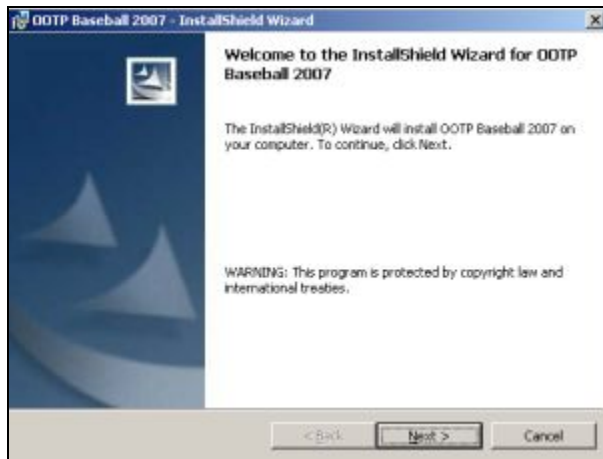 OOTP Baseball 2007 - InstallShield Wizard
Welcome to the InstallShield Wizard for OOTP
Baseball 2007
The InstallShield(R) Wizard will install OOTP Baseball 2007 on
your computer. To continue, click Next.
WARNING: This program is protected by copyright law and
international treaties.
< Back
Next >
Cancel